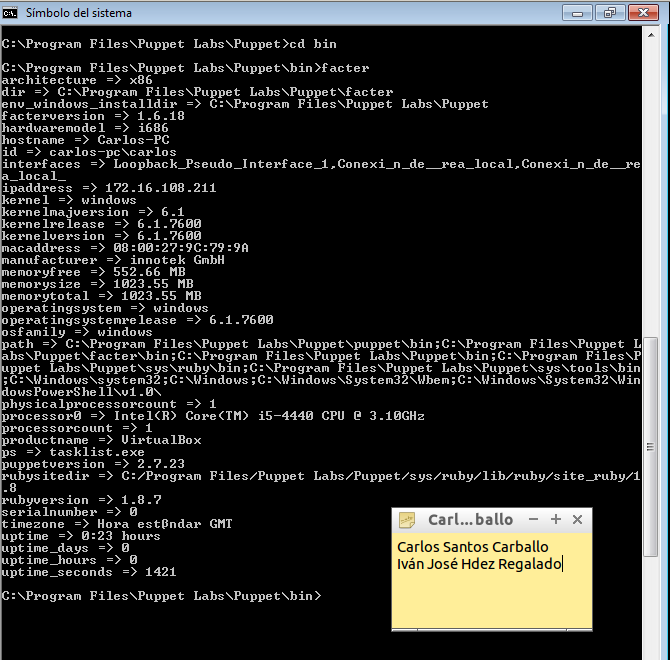 Símbolo del sistema
C:\Program Files\Puppet Labs\Puppet>cd bin
C:\Program Files\Puppet Labs\Puppet\bin>facter
architecture => x86
dir => C:\Program Files\Puppet Labs\Puppet\facter
env_windows_installdir => C:\Program Files\Puppet Labs\Puppet
facterversion => 1.6.18
hardwaremodel => i686
hostname => Carlos-PC
id => carlos-pc\carlos
interfaces => Loopback_Pseudo_Interface_1,Conexi_n_de__rea_local,Conexi_n_de__re
a_local_
ipaddress => 172.16.108.211
kernel => windows
kernelmajversion => 6.1
kernelrelease => 6.1.7600
kernelversion => 6.1.7600
macaddress => 08:00:27:9C:79:9A
manufacturer => innotek GmbH
memoryfree => 552.66 MB
memorysize => 1023.55 MB
memorytotal => 1023.55 MB
operatingsystem => windows
operatingsystemrelease => 6.1.7600
osfamily => windows
path => C:\Program Files\Puppet Labs\Puppet\puppet\bin;C:\Program Files\Puppet L
abs\Puppet\facter\bin;C:\Program Files\Puppet Labs\Puppet\bin;C:\Program Files\P
uppet Labs\Puppet\sys\ruby\bin;C:\Program Files\Puppet Labs\Puppet\sys\tools\bin
;C:\Windows\system32;C:\Windows;C:\Windows\System32\Wbem;C:\Windows\System32\Win
dowsPowerShell\v1.0\
physicalprocessorcount => 1
processor0 => Intel(R) Core(TM) i5-4440 CPU @ 3.10GHz
processorcount => 1
productname => VirtualBox
ps => tasklist.exe
puppetversion => 2.7.23
rubysitedir => C:/Program Files/Puppet Labs/Puppet/sys/ruby/lib/ruby/site_ruby/1
.8
rubyversion => 1.8.7
serialnumber => 0
timezone => Hora estßndar GMT
uptime => 0:23 hours
uptime_days => 0
uptime_hours => 0
uptime_seconds => 1421
C:\Program Files\Puppet Labs\Puppet\bin>
Carl...ballo
Carlos Santos Carballo
Iván José Hdez Regalado